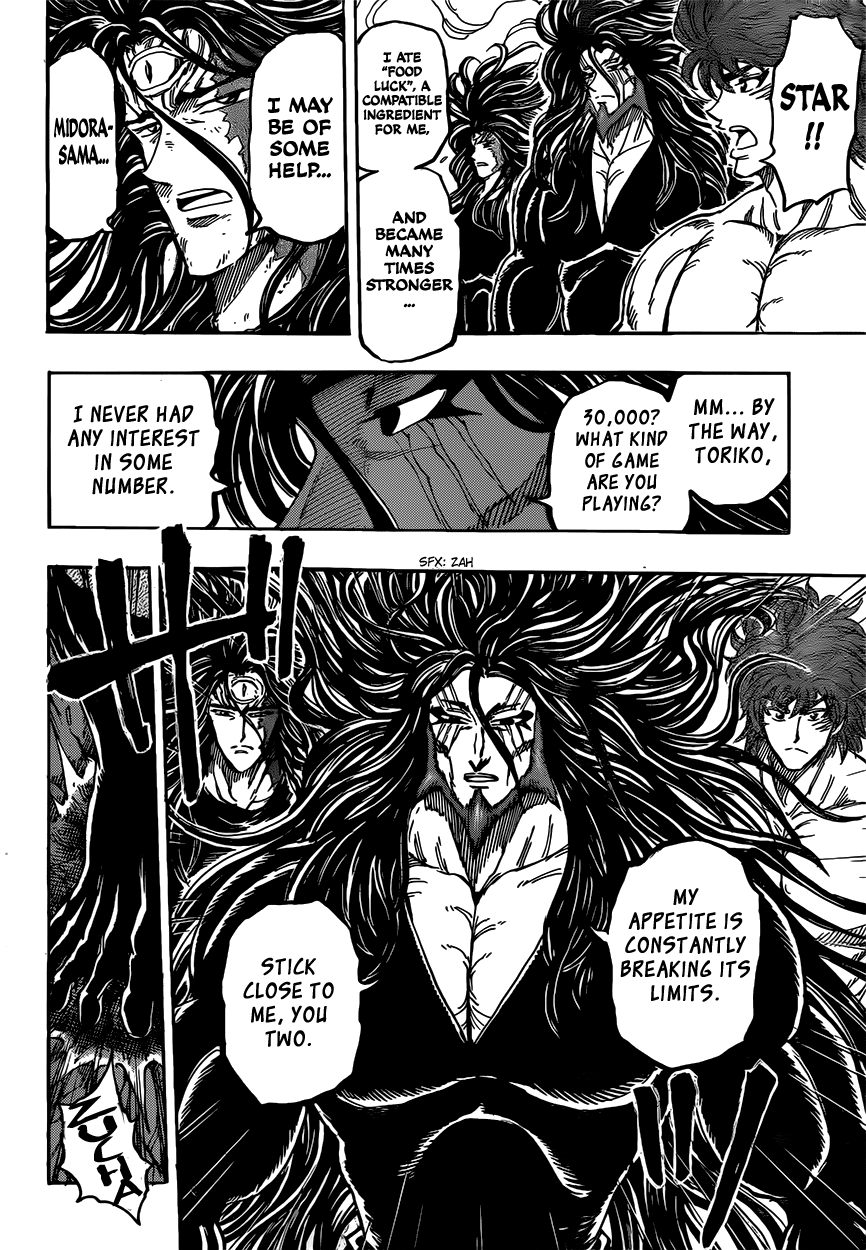 STAR
!!
I ATE
"FOOD
LUCK", A
COMPATIBLE
INGREDIENT
FOR ME,
AND
BECAME
MANY
TIMES
STRONGER
...
I MAY
BE OF
SOME
HELP...
MIDORA-
SAMA...
MM... BY
THE WAY,
TORIKO,
30,000?
WHAT KIND
OF GAME
ARE YOU
PLAYING?
I NEVER HAD
ANY INTEREST
IN SOME
NUMBER.
SFX: ZAH
MY
APPETITE IS
CONSTANTLY
BREAKING ITS
LIMITS.
STICK
CLOSE TO
ME, YOU
TWO.